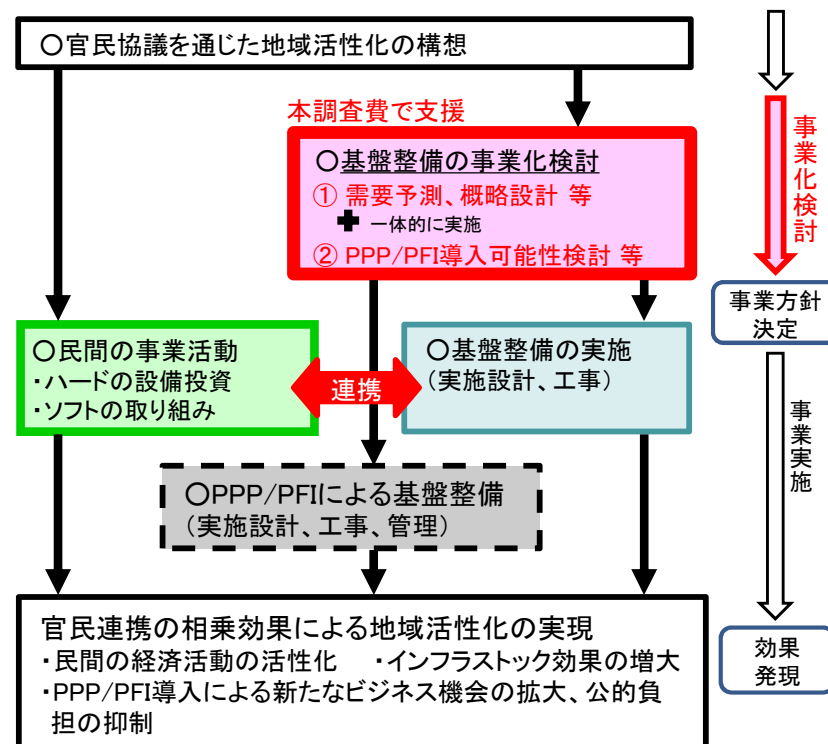 〇官民協議を通じた地域活性化の構想
本調査費で支援
〇基盤整備の事業化検討
① 需要予測、概略設計 等
一体的に実施
② PPP/PFI導入可能性検討 等
事業化検討
事業方針
決定
〇民間の事業活動
・ハードの設備投資
・ソフトの取り組み
連携
〇基盤整備の実施
(実施設計、工事)
事業実施
〇PPP/PFIによる基盤整備
(実施設計、工事、管理)
官民連携の相乗効果による地域活性化の実現
・民間の経済活動の活性化 ・インフラストック効果の増大
・PPP/PFI導入による新たなビジネス機会の拡大、公的負
担の抑制
効果
発現